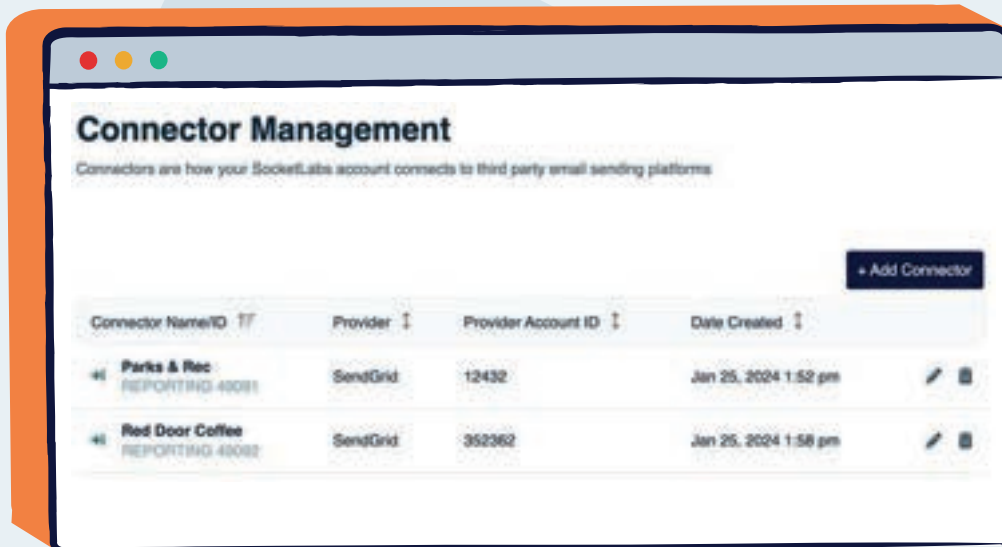 Connector Management
Connectors are how your SocketLabs account connects to third party email sending platforms
+ Add Connector
Connector Name/ID Provider Provider Account ID Date Created
Parks & Rec SendGrid 12432 Jan 25, 2024 1:52 pm
REPORTING 49091
Red Door Coffee SendGrid 352362 Jan 25, 2024 1:58 pm
REPORTING 49092